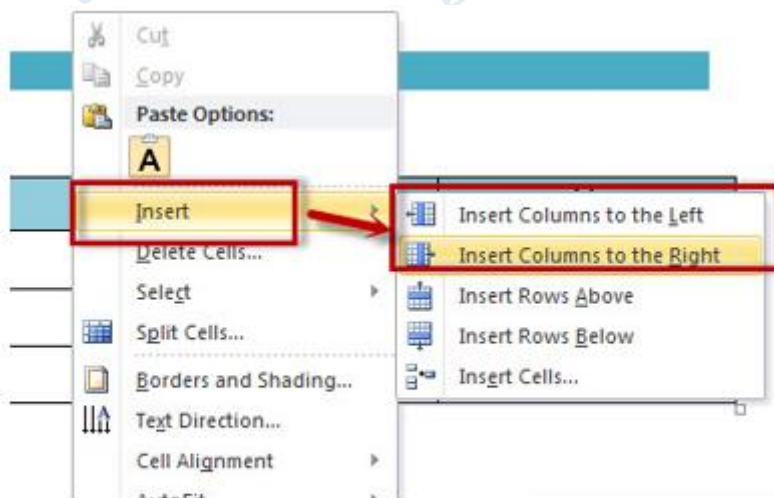 Cut
Copy
Paste Options:
A
Insert
Delete Cells...
Select
Split Cells...
Borders and Shading...
Text Direction...
Cell Alignment
Insert Columns to the Left
Insert Columns to the Right
Insert Rows Above
Insert Rows Below
Insert Cells...